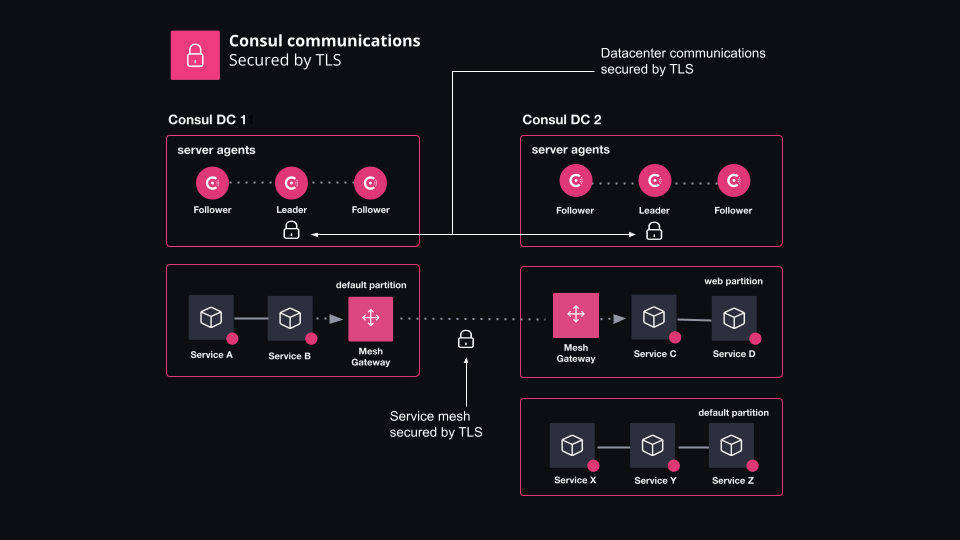 Consul communications
Secured by TLS
Datacenter communications
secured by TLS
Consul DC 1
Consul DC 2
server agents
Follower
Leader
Follower
server agents
Follower
Leader
Follower
default partition
Service A
Service B
Mesh
Gateway
web partition
Mesh
Gateway
Service C
Service D
Service mesh
secured by TLS
default partition
Service X
Service Y
Service Z